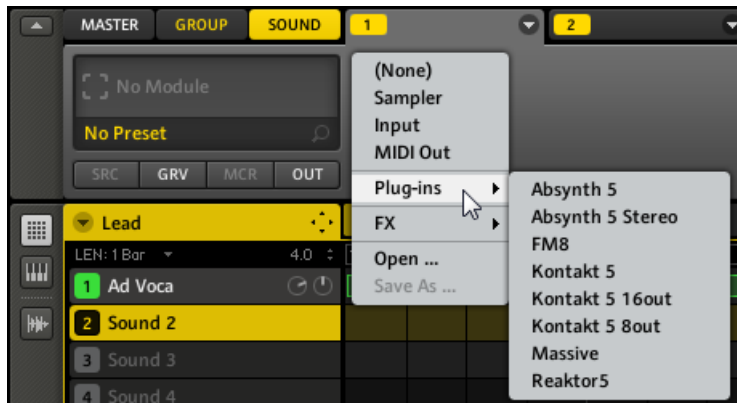 MASTER GROUP SOUND 1 2
No Module
No Preset
SRC GRV MCR OUT
(None)
Sampler
Input
MIDI Out
Plug-ins
FX
Open ...
Save As ...
Absynth 5
Absynth 5 Stereo
FM8
Kontakt 5
Kontakt 5 16out
Kontakt 5 8out
Massive
Reaktor5
Lead
LEN: 1 Bar 4.0
1 Ad Voca
2 Sound 2
3 Sound 3
4 Sound 4